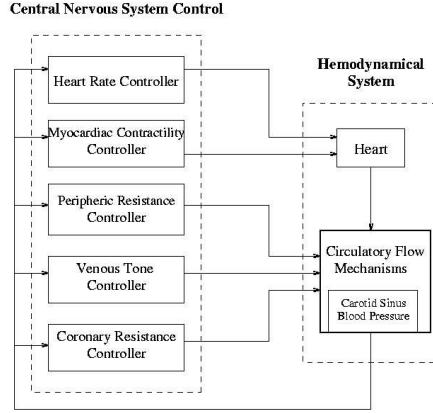 Central Nervous System Control
Heart Rate Controller
Myocardiac Contractility
Controller
Peripheric Resistance
Controller
Venous Tone
Controller
Coronary Resistance
Controller
Hemodynamical
System
Heart
Circulatory Flow
Mechanisms
Carotid Sinus
Blood Pressure